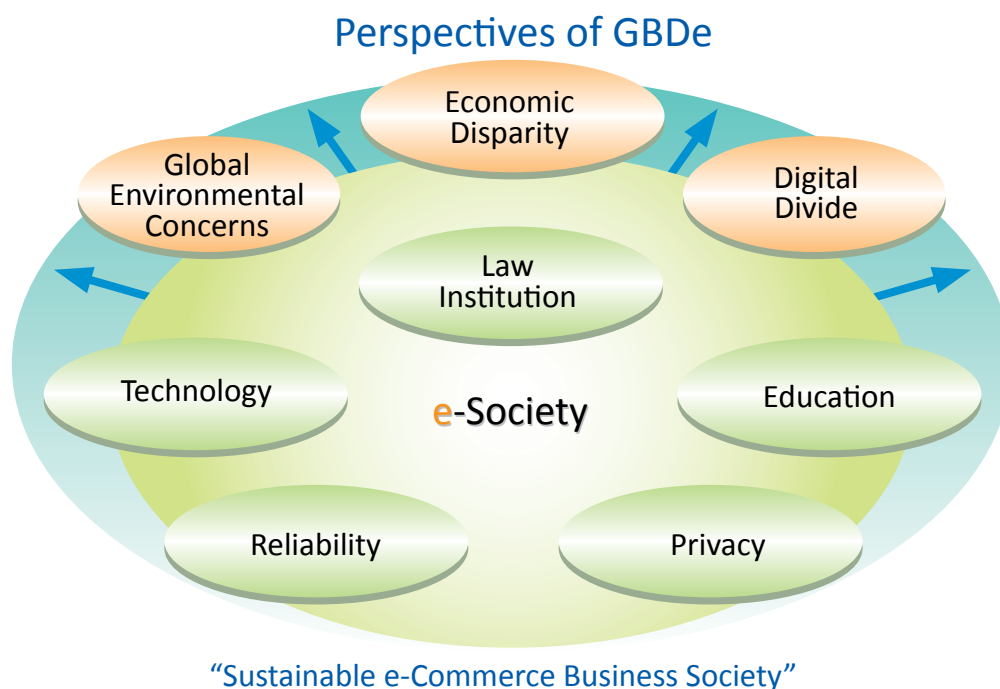 Perspectives of GBDe
Economic
Disparity
Global
Environmental
Concerns
Digital
Divide
Law
Institution
Technology
e-Society
Education
Reliability
Privacy
“Sustainable e-Commerce Business Society”